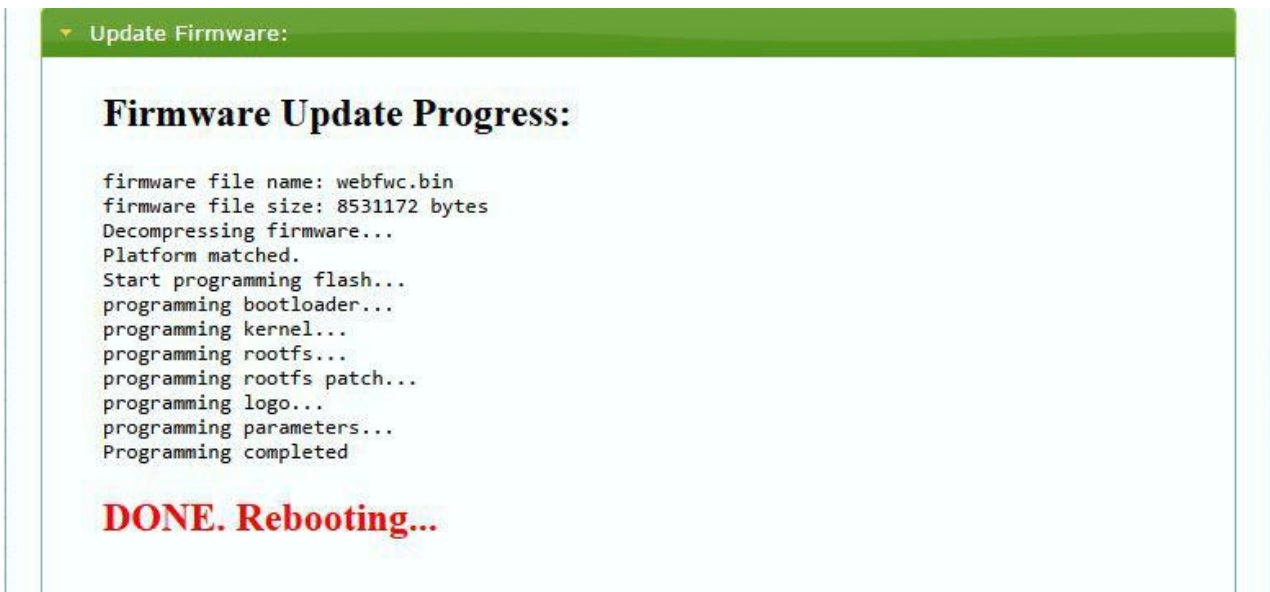 Update Firmware:
Firmware Update Progress:
firmware file name: webfwc.bin
firmware file size: 8531172 bytes
Decompressing firmware...
Platform matched.
Start programming flash...
programming bootloader...
programming kernel...
programming rootfs...
programming rootfs patch...
programming logo...
programming parameters...
Programming completed
DONE. Rebooting...